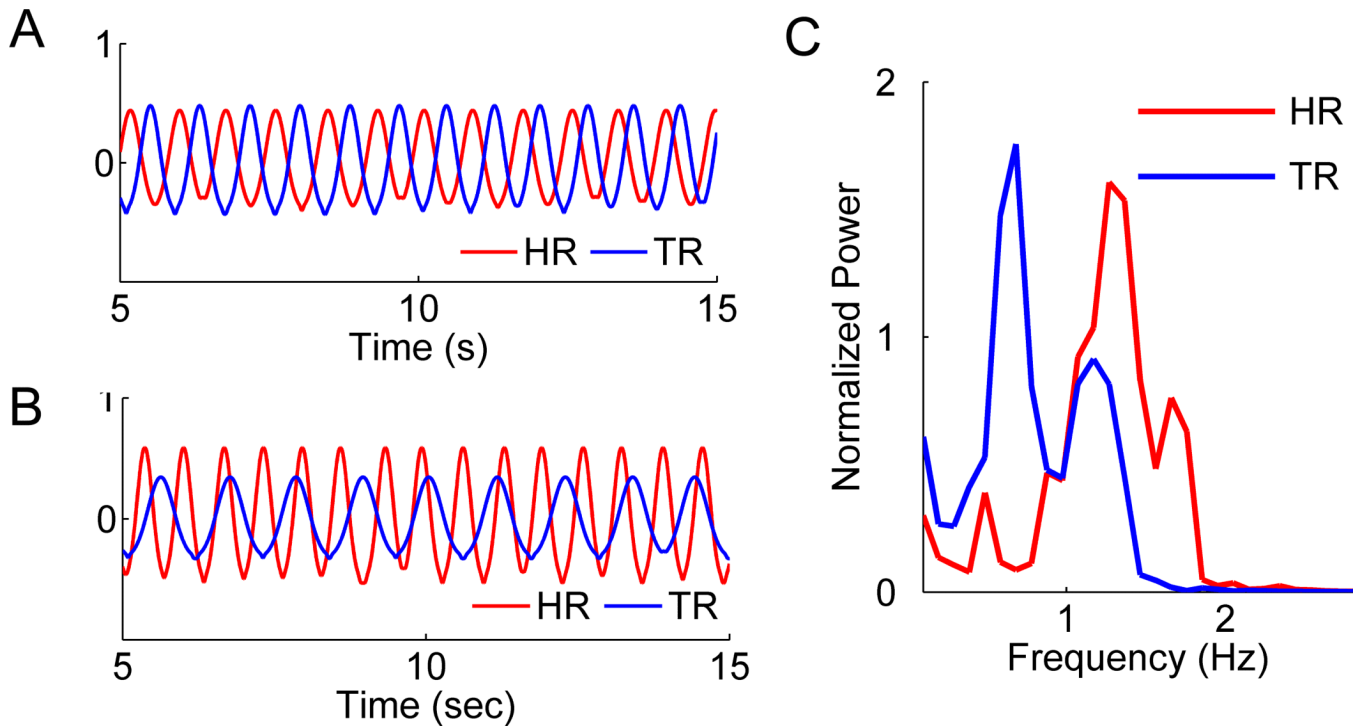 A
1
0
HR TR
5 10 15
Time (s)
B
1
0
HR TR
5 10 15
Time (sec)
C
2
HR
TR
1
Normalized Power
0
1 2
Frequency (Hz)